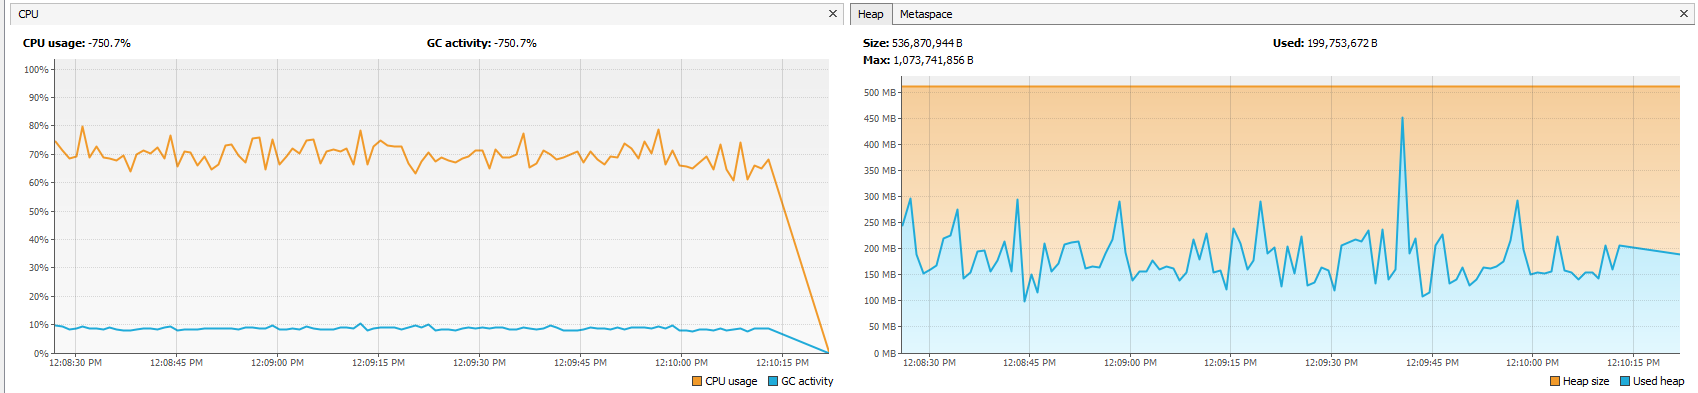 CPU
CPU usage: -750.7% GC activity: -750.7%
100%
90%
80%
70%
60%
50%
40%
30%
20%
10%
0%
12:08:30 PM 12:08:45 PM 12:09:00 PM 12:09:15 PM 12:09:30 PM 12:09:45 PM 12:10:00 PM 12:10:15 PM
CPU usage GC activity
Heap Metaspace
Size: 536,870,944 B Used: 199,753,672 B
Max: 1,073,741,856 B
500 MB
450 MB
400 MB
350 MB
300 MB
250 MB
200 MB
150 MB
100 MB
50 MB
0 MB
12:08:30 PM 12:08:45 PM 12:09:00 PM 12:09:15 PM 12:09:30 PM 12:09:45 PM 12:10:00 PM 12:10:15 PM
Heap size Used heap